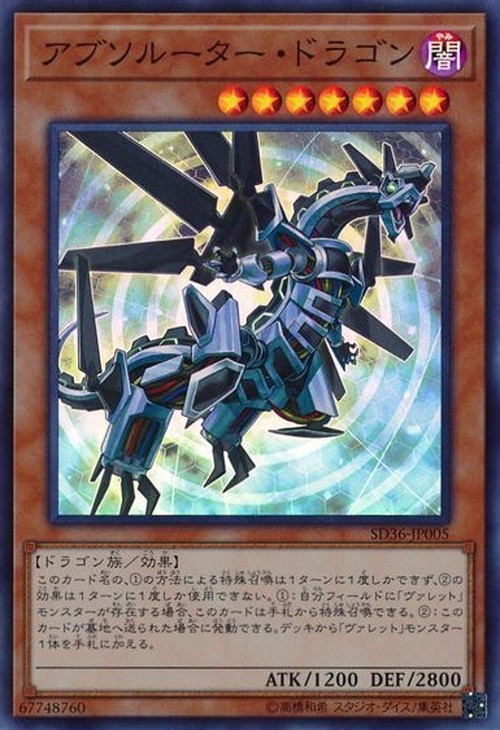 アブソルーター・ドラゴン 闇
SD36-JP005
【ドラゴン族／効果】
このカード名の、①の方法による特殊召喚は1ターンに1度しかできず、②の
効果は1ターンに1度しか使用できない。①：自分フィールドに「ヴァレット」
モンスターが存在する場合、このカードは手札から特殊召喚できる。②：この
カードが墓地へ送られた場合に発動できる。デッキから「ヴァレット」モンスター
1体を手札に加える。
ATK/1200 DEF/2800
67748760 ©高橋和希 スタジオ・ダイス/集英社